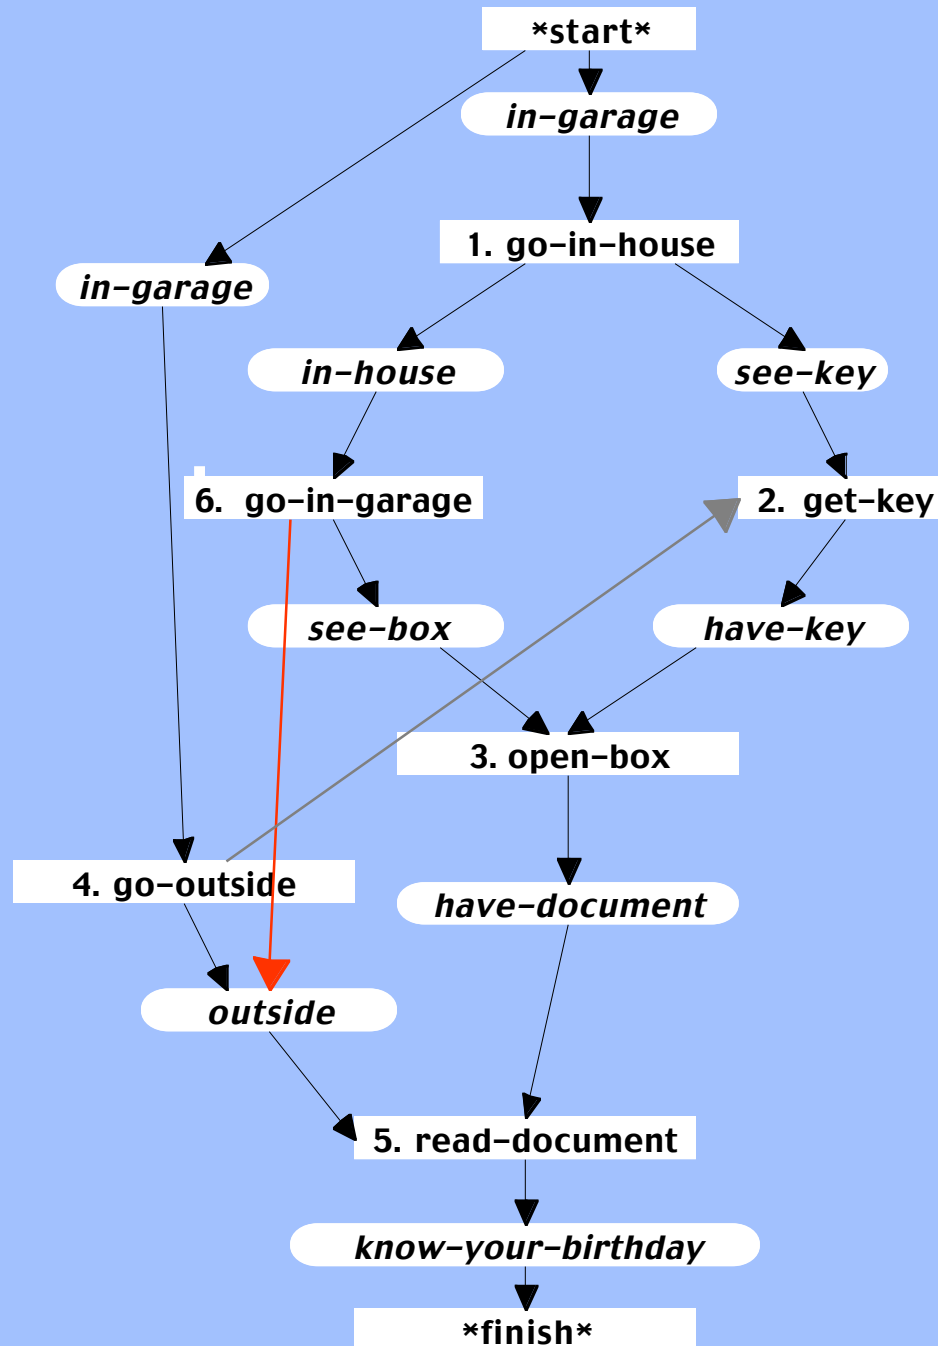 *start*
in-garage
1. go-in-house
in-garage
in-house
see-key
6. go-in-garage
2. get-key
see-box
have-key
3. open-box
4. go-outside
have-document
outside
5. read-document
know-your-birthday
*finish*